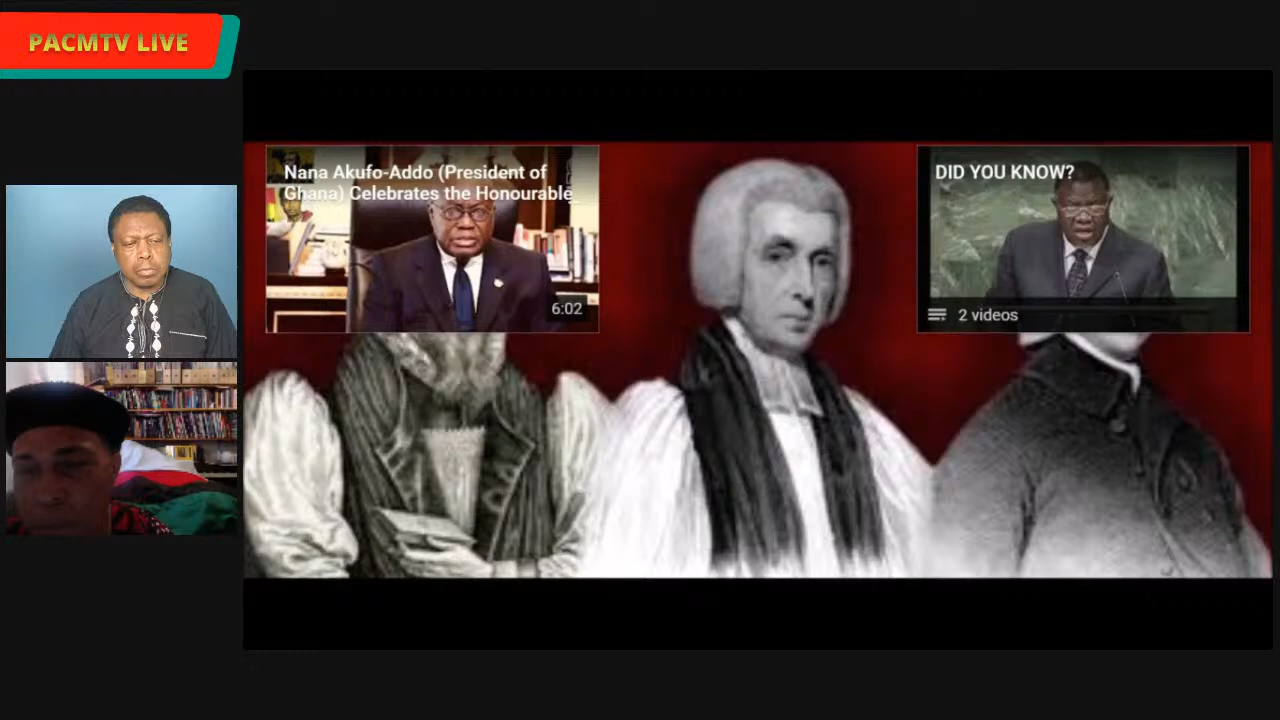 PACMTV LIVE
Nana Akufo-Addo (President of
Ghana) Celebrates the Honourable
6:02
DID YOU KNOW?
2 videos